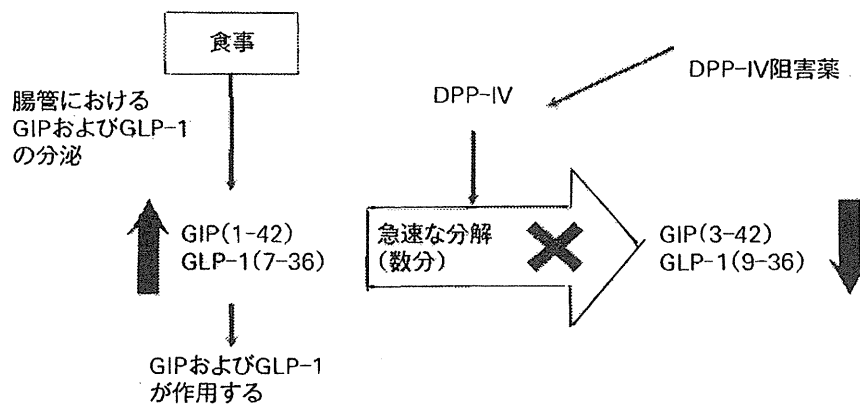 食事
腸管における
GIPおよびGLP-1
の分泌
DPP-IV
DPP-IV阻害薬
GIP(1-42)
GLP-1(7-36)
急速な分解
(数分)
GIP(3-42)
GLP-1(9-36)
GIPおよびGLP-1
が作用する